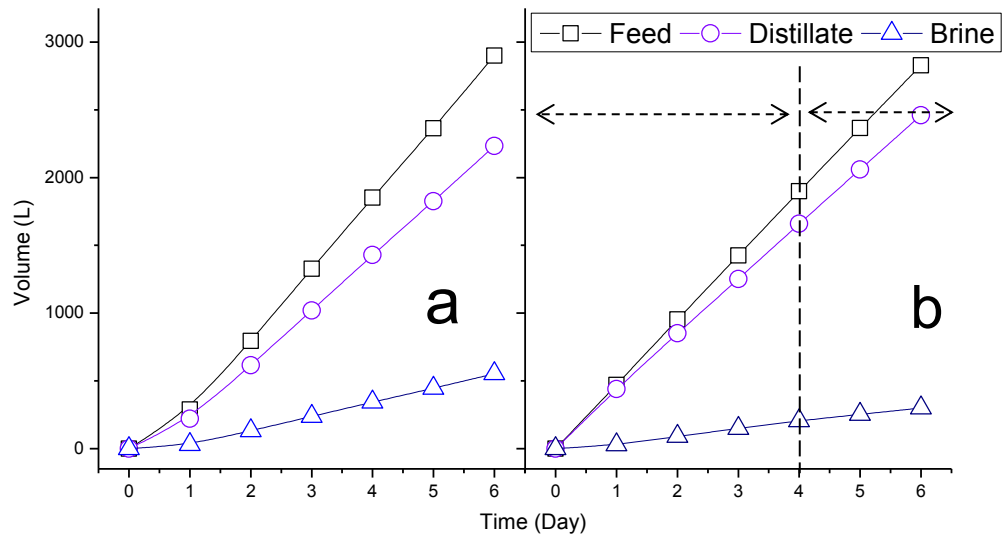 Feed Distillate Brine
3000
2000
1000
0
Volume (L)
a
b
0 1 2 3 4 5 6 0 1 2 3 4 5 6
Time (Day)